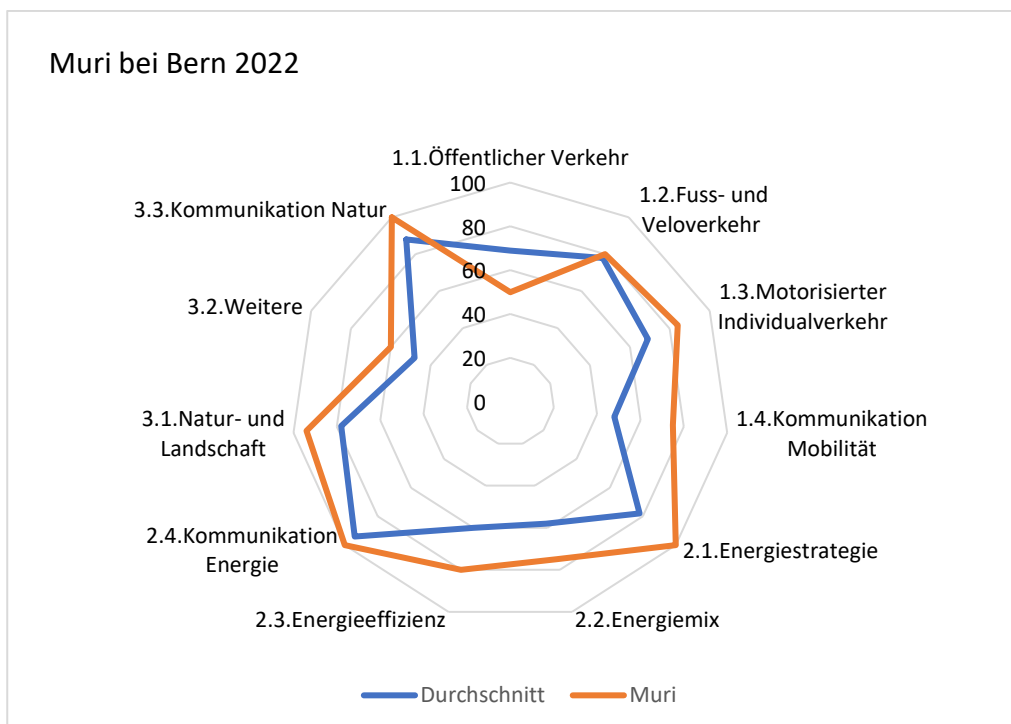 Muri bei Bern 2022
1.1.Öffentlicher Verkehr
100
80
60
40
20
0
1.2.Fuss- und
Veloverkehr
1.3.Motorisierter
Individualverkehr
1.4.Kommunikation
Mobilität
2.1.Energiestrategie
2.2.Energiemix
2.3.Energieeffizienz
2.4.Kommunikation
Energie
3.1.Natur- und
Landschaft
3.2.Weitere
3.3.Kommunikation Natur
Durchschnitt
Muri